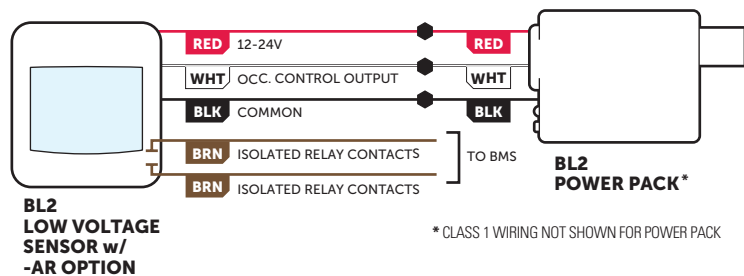 RED 12-24V RED
WHT OCC. CONTROL OUTPUT WHT
BLK COMMON BLK
BRN ISOLATED RELAY CONTACTS
TO BMS
BRN ISOLATED RELAY CONTACTS
BL2
POWER PACK*
BL2
LOW VOLTAGE
SENSOR w/
-AR OPTION
* CLASS 1 WIRING NOT SHOWN FOR POWER PACK